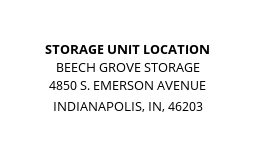 STORAGE UNIT LOCATION
BEECH GROVE STORAGE
4850 S. EMERSON AVENUE
INDIANAPOLIS, IN, 46203